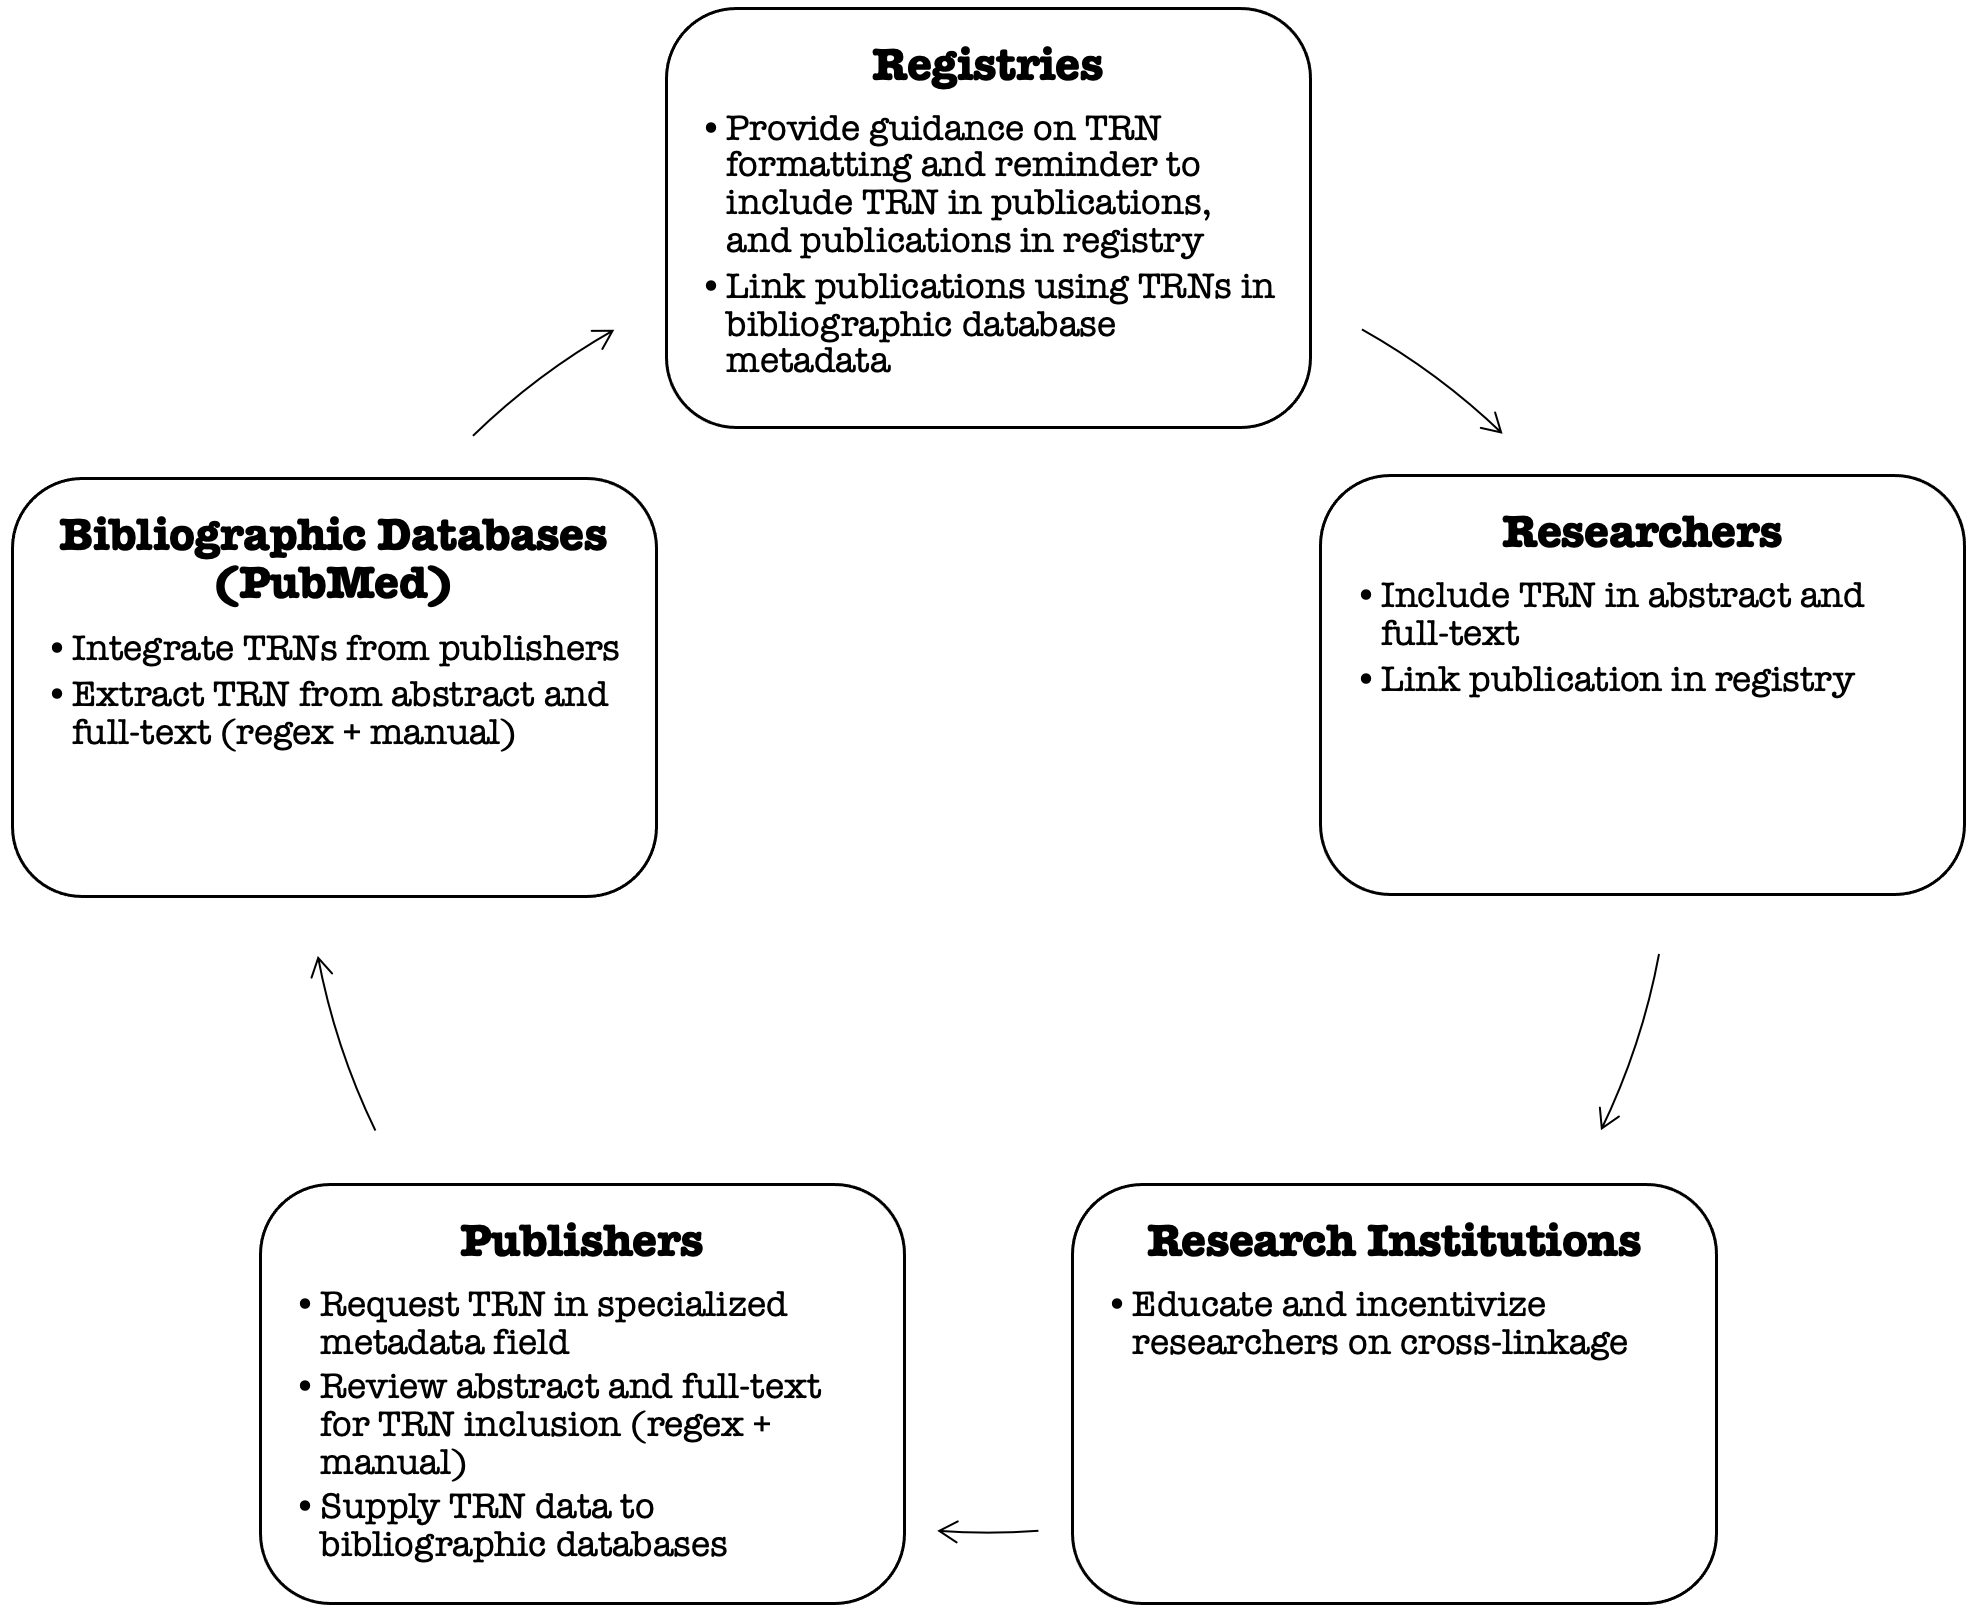 Registries
• Provide guidance on TRN
formatting and reminder to
include TRN in publications,
and publications in registry
• Link publications using TRNs in
bibliographic database
metadata
Researchers
• Include TRN in abstract and
full-text
• Link publication in registry
Research Institutions
• Educate and incentivize
researchers on cross-linkage
Publishers
• Request TRN in specialized
metadata field
• Review abstract and full-text
for TRN inclusion (regex +
manual)
• Supply TRN data to
bibliographic databases
Bibliographic Databases
(PubMed)
• Integrate TRNs from publishers
• Extract TRN from abstract and
full-text (regex + manual)